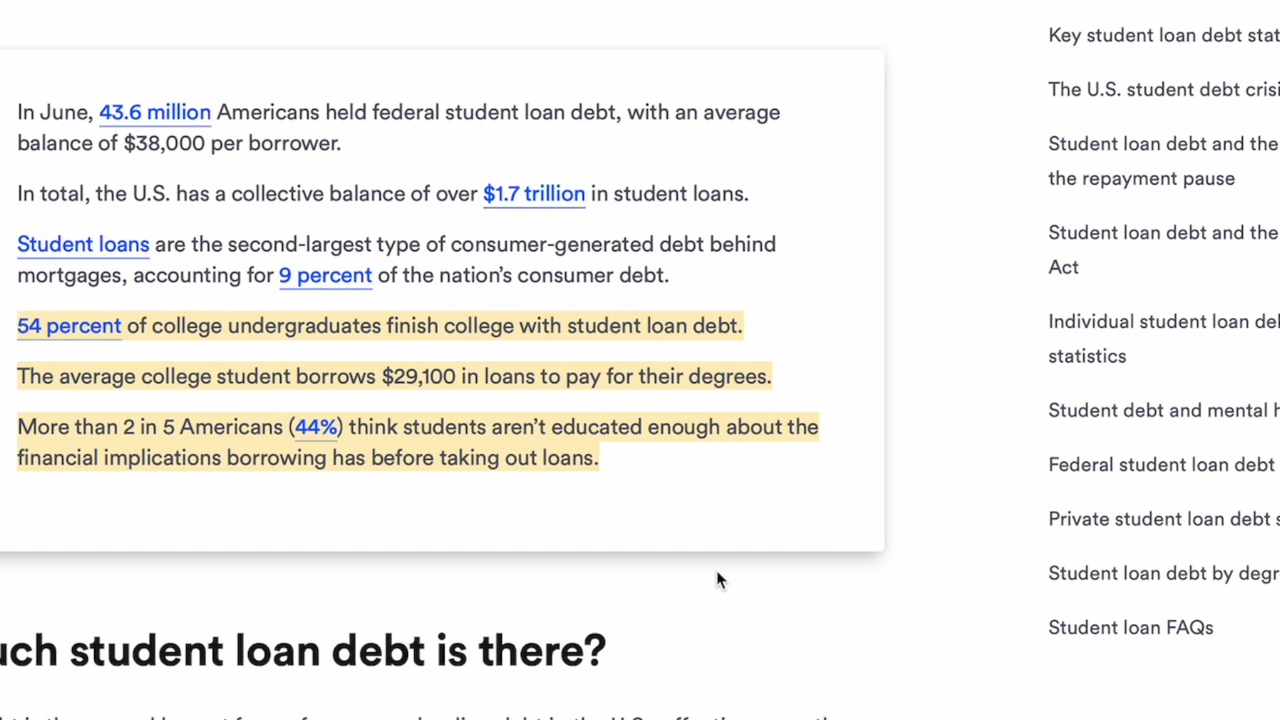 In June, 43.6 million Americans held federal student loan debt, with an average
balance of $38,000 per borrower.
In total, the U.S. has a collective balance of over $1.7 trillion in student loans.
Student loans are the second-largest type of consumer-generated debt behind
mortgages, accounting for 9 percent of the nation's consumer debt.
54 percent of college undergraduates finish college with student loan debt.
The average college student borrows $29,100 in loans to pay for their degrees.
More than 2 in 5 Americans (44%) think students aren't educated enough about the
financial implications borrowing has before taking out loans.
student loan debt is there?
Key student loan debt
The U.S. student debt
Student loan debt and the
the repayment pause
Student loan debt and the
Act
Individual student loan
statistics
Student debt and mental
Federal student loan debt
Private student loan debt
Student loan debt by
Student loan FAQs